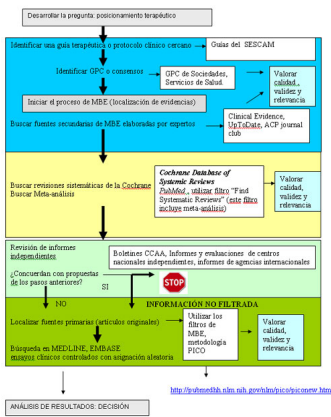 Desarrollar la pregunta: posicionamiento terapéutico
Identificar una guía terapéutica o protocolo clínico cercano
Guías del SESCAM
Identificar GPC o consensos
GPC de Sociedades,
Servicios de Salud.
Valorar
calidad,
validez y
relevancia
Iniciar el proceso de MBE (localización de evidencias)
Buscar fuentes secundarias de MBE elaboradas por expertos
Clinical Evidence,
UpToDate, ACP journal
club
Buscar revisiones sistemáticas de la Cochrane
Buscar Meta-análisis
Cochrane Database of
Systemic Reviews
PubMed, utilizar filtro "Find
Systematic Reviews" (este filtro
incluye meta-análisis)
Valorar
calidad,
validez y
relevancia
Revisión de informes
independientes
Boletines CCAA, Informes y evaluaciones de centros
nacionales independientes, informes de agencias internacionales
¿Concuerdan con propuestas
de los pasos anteriores?
SI
STOP
NO
INFORMACIÓN NO FILTRADA
Localizar fuentes primarias (artículos originales)
Utilizar los
filtros de
MBE,
metodología
PICO
Valorar
calidad,
validez y
relevancia
Búsqueda en MEDLINE, EMBASE
ensayos clínicos controlados con asignación aleatoria
http://pubmedhh.nlm.nih.gov/nlm/pico/piconew.htm
ANÁLISIS DE RESULTADOS: DECISIÓN